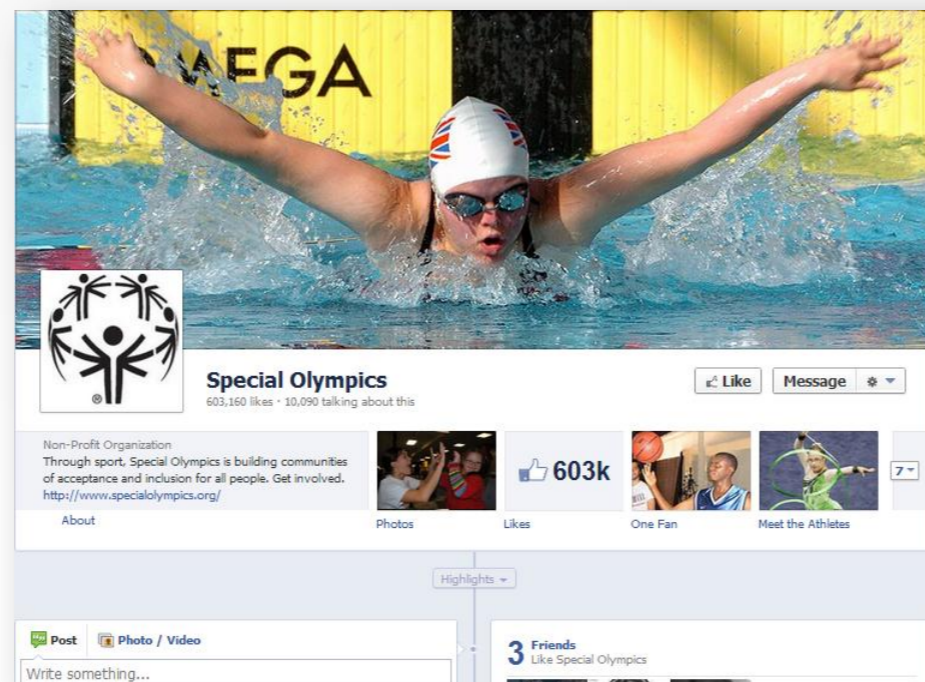 OMEGA
Special Olympics
603,160 likes · 10,090 talking about this
Like
Message
Non-Profit Organization
Through sport, Special Olympics is building communities
of acceptance and inclusion for all people. Get involved.
http://www.specialolympics.org/
About
603k
7
Photos
Likes
One Fan
Meet the Athletes
Highlights
Post
Photo / Video
Write something...
3 Friends
Like Special Olympics